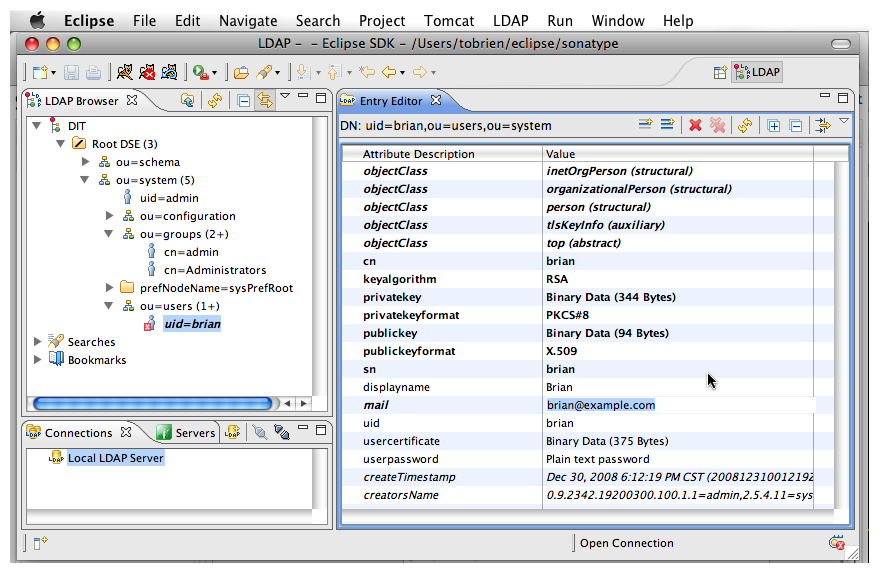 Eclipse File Edit Navigate Search Project Tomcat LDAP Run Window Help
LDAP - - Eclipse SDK - /Users/tobrien/eclipse/sonatype
LDAP
LDAP Browser
DIT
Root DSE (3)
ou=schema
ou=system (5)
uid=admin
ou=configuration
ou=groups (2+)
cn=admin
cn=Administrators
prefNodeName=sysPrefRoot
ou=users (1+)
uid=brian
Searches
Bookmarks
Connections Servers
Local LDAP Server
Entry Editor
DN: uid=brian,ou=users,ou=system
Attribute Description Value
objectClass inetOrgPerson (structural)
objectClass organizationalPerson (structural)
objectClass person (structural)
objectClass tlsKeyInfo (auxiliary)
objectClass top (abstract)
cn brian
keyalgorithm RSA
privatekey Binary Data (344 Bytes)
privatekeyformat PKCS#8
publickey Binary Data (94 Bytes)
publickeyformat X.509
sn brian
displayname Brian
mail brian@example.com
uid brian
usercertificate Binary Data (375 Bytes)
userpassword Plain text password
createTimestamp Dec 30, 2008 6:12:19 PM CST (20081231001219
creatorsName 0.9.2342.19200300.100.1.1=admin,2.5.4.11=sys
Open Connection